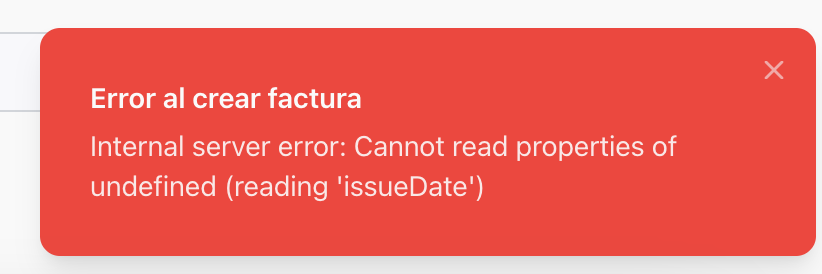 Error al crear factura
Internal server error: Cannot read properties of
undefined (reading 'issueDate')